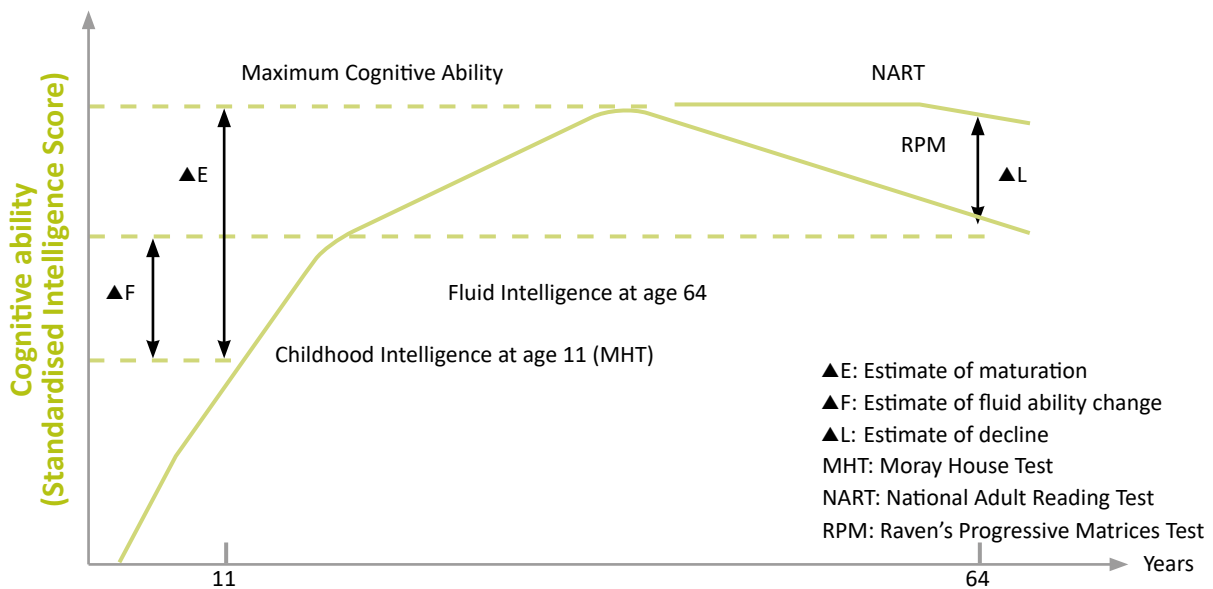 Cognitive ability
(Standardised Intelligence Score)
Maximum Cognitive Ability
NART
RPM
▲E
▲L
▲F
Fluid Intelligence at age 64
Childhood Intelligence at age 11 (MHT)
▲E: Estimate of maturation
▲F: Estimate of fluid ability change
▲L: Estimate of decline
MHT: Moray House Test
NART: National Adult Reading Test
RPM: Raven’s Progressive Matrices Test
Years
11
64